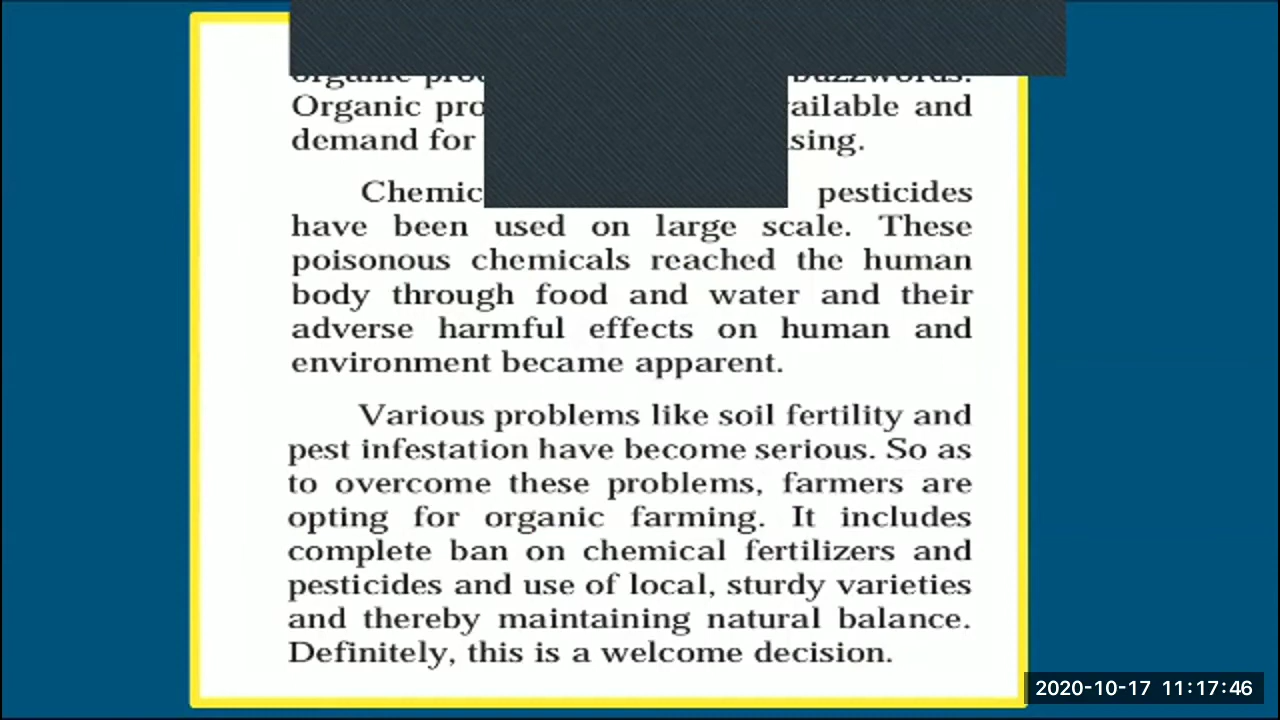 organic buzzwords.
Organic and
demand for
pesticides
have been used on large scale. These
poisonous chemicals reached the human
body through food and water and their
adverse harmful effects on human and
environment became apparent.
Various problems like soil fertility and
pest infestation have become serious. So as
to overcome these problems, farmers are
opting for organic farming. It includes
complete ban on chemical fertilizers and
pesticides and use of local, sturdy varieties
and thereby maintaining natural balance.
Definitely, this is a welcome decision.
2020-10-17 11:17:46